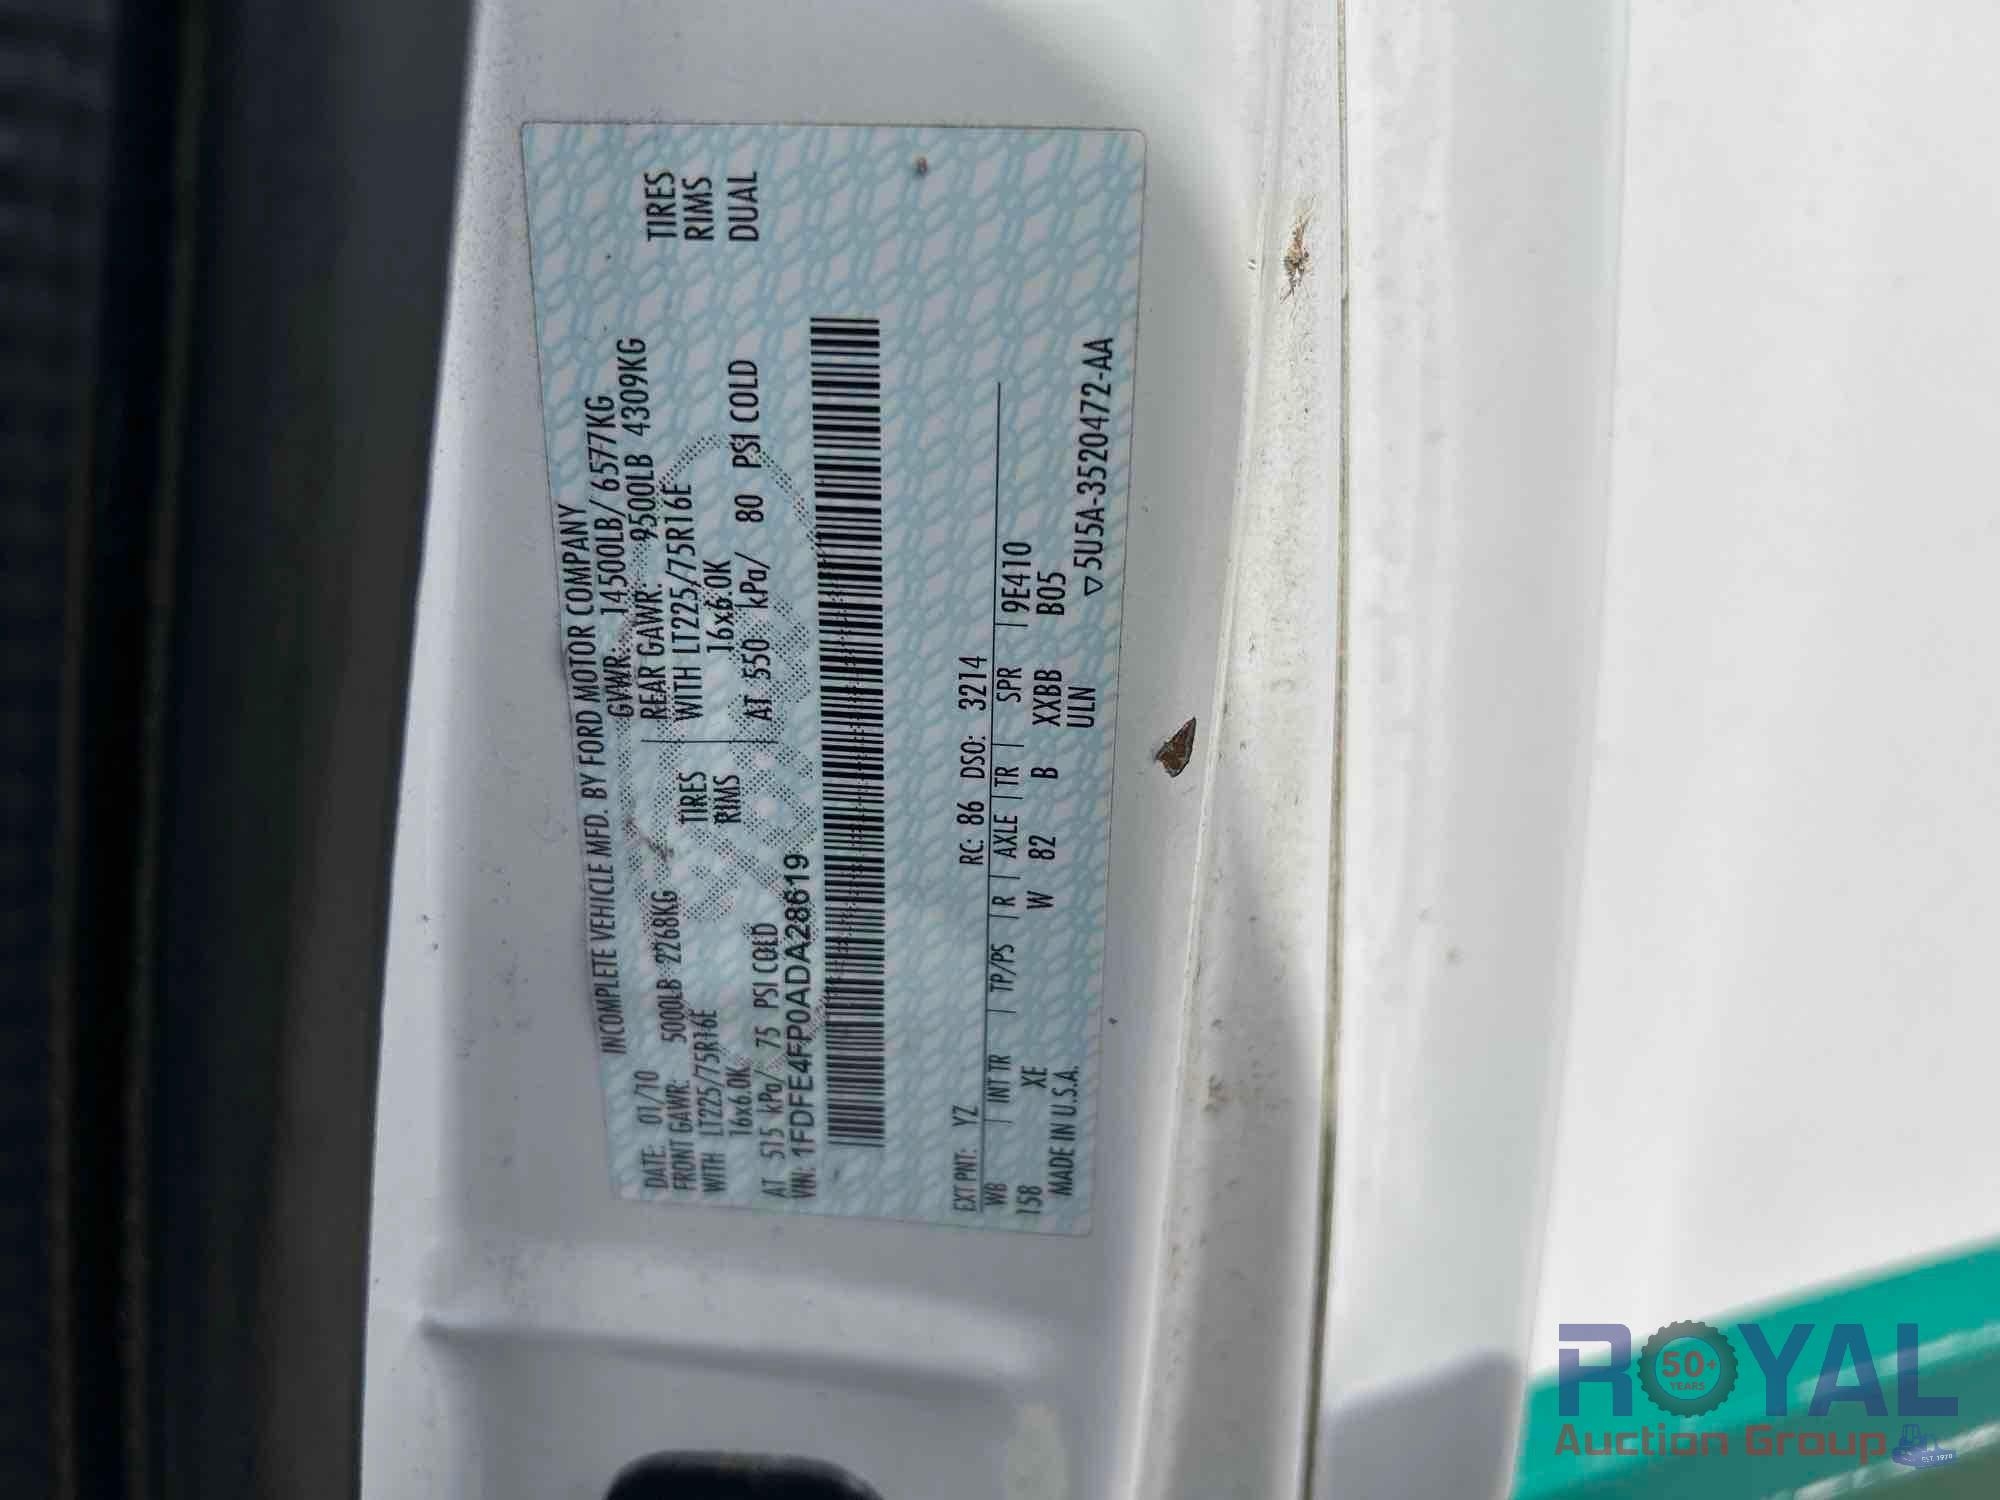 INCOMPLETE VEHICLE MFD. BY FORD MOTOR COMPANY
DATE: 01/10 GVWR: 14500LB/ 6577KG
FRONT GAWR: 5000LB 2268KG REAR GAWR: 9500LB 4309KG
WITH LT225/75R16E TIRES WITH LT225/75R16E TIRES
16x6.0K RIMS 16x6.0K RIMS
AT 515 kPa/ 75 PSI COLD AT 550 kPa/ 80 PSI COLD DUAL
VIN: 1FDFE4FP0ADA28619
EXT PNT: YZ RC: 86 DSO: 3214
WB | INT TR | TP/PS | R | AXLE | TR | SPR | 9E410
158 XE W 82 B XXBB B05
MADE IN U.S.A. ULN
▽5U5A-3520472-AA
ROYAL
50+
YEARS
Auction Group
EST. 1970